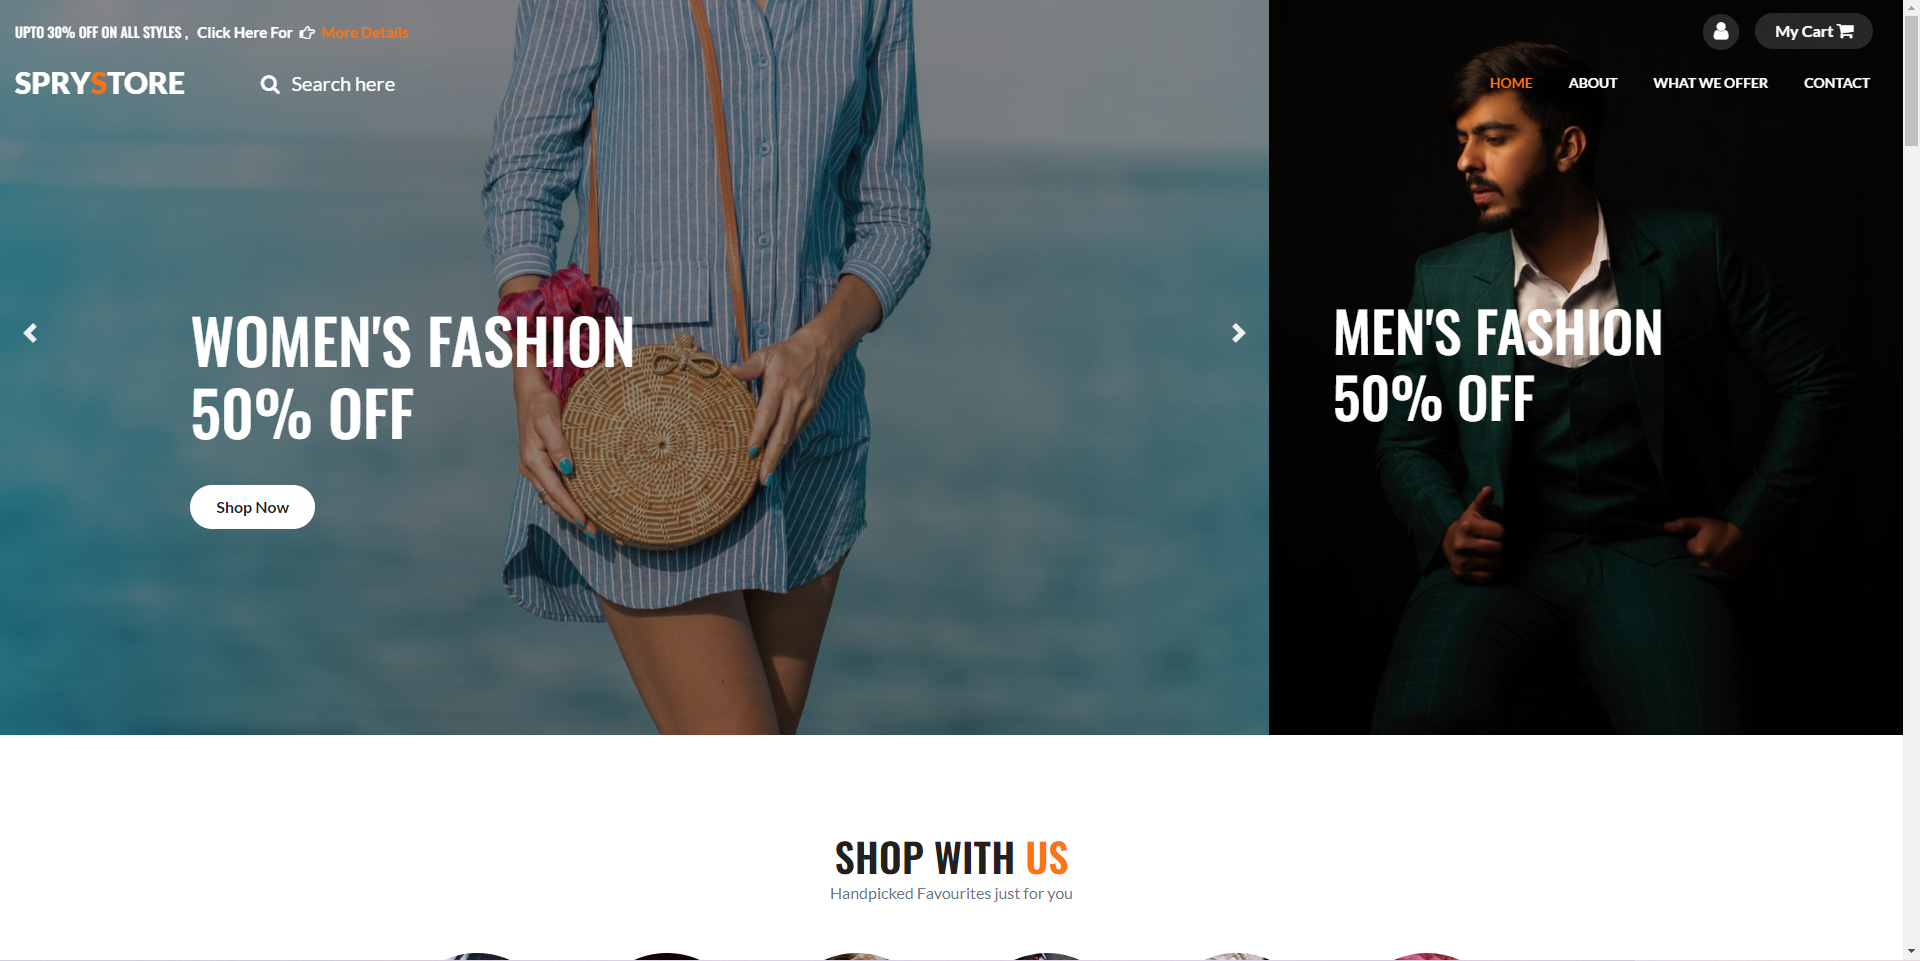 UPTO 30% OFF ON ALL STYLES , Click Here For More Details
My Cart
SPRYSTORE
Search here
HOME ABOUT WHAT WE OFFER CONTACT
WOMEN'S FASHION
50% OFF
Shop Now
MEN'S FASHION
50% OFF
SHOP WITH US
Handpicked Favourites just for you